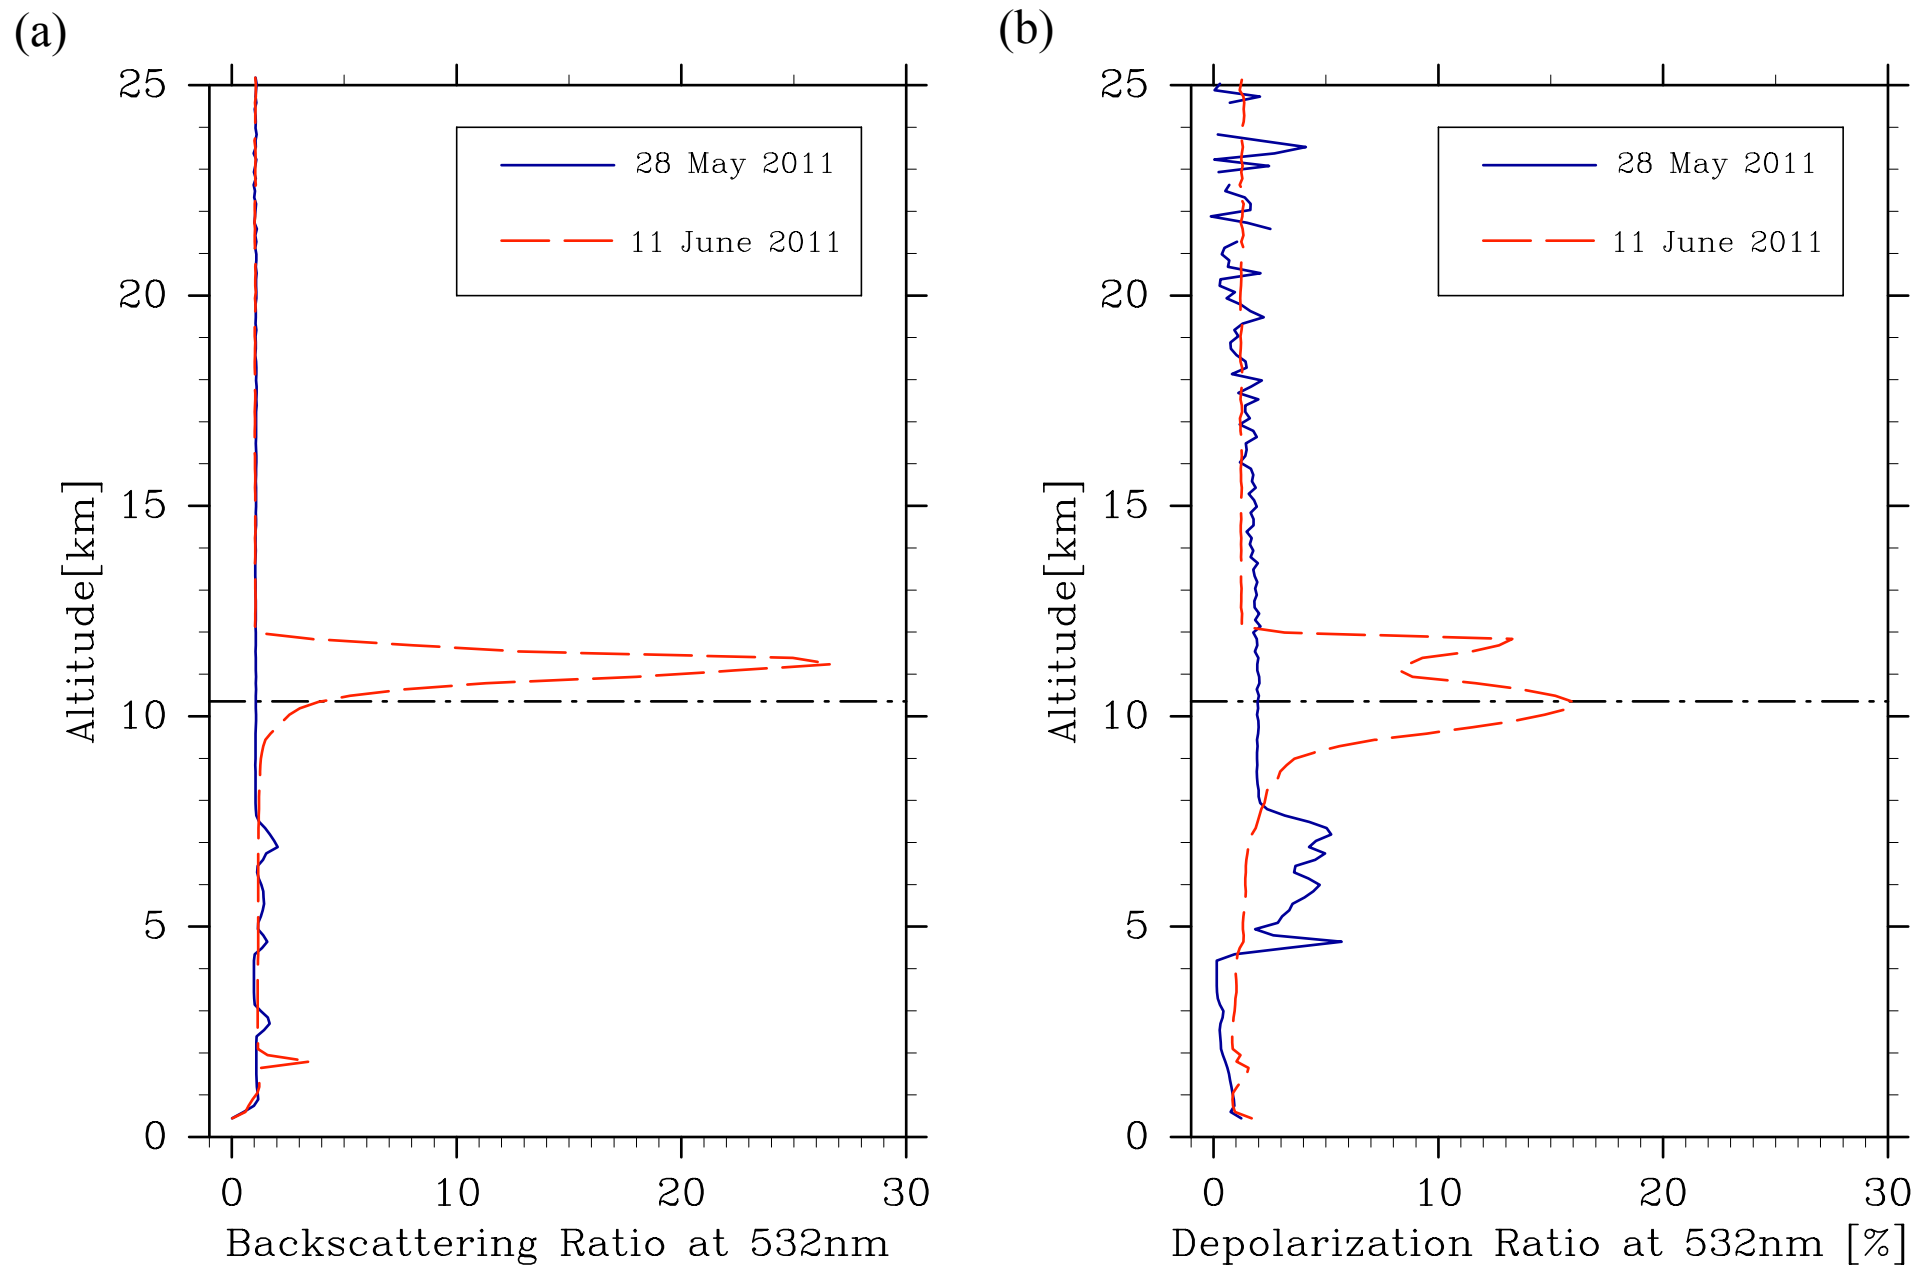 (a)
25
20
15
10
5
0
Altitude[km]
28 May 2011
11 June 2011
0 10 20 30
Backscattering Ratio at 532nm
(b)
25
20
15
10
5
0
Altitude[km]
28 May 2011
11 June 2011
0 10 20 30
Depolarization Ratio at 532nm [%]